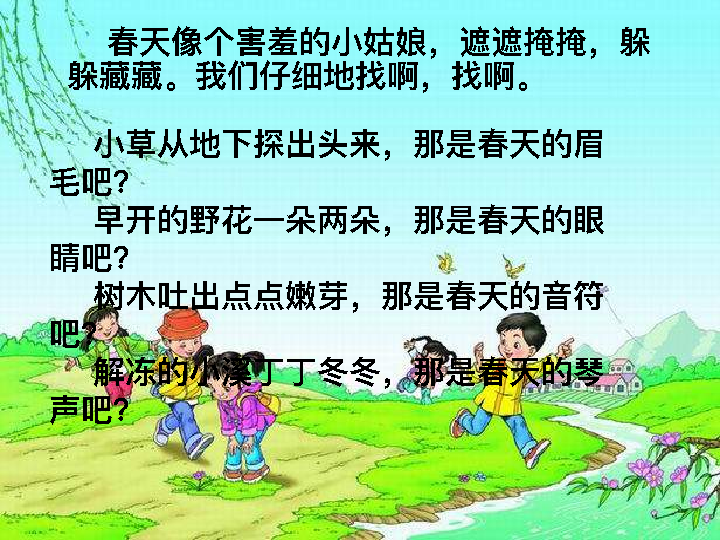 春天像个害羞的小姑娘，遮遮掩掩，躲
躲藏藏。我们仔细地找啊，找啊。
小草从地下探出头来，那是春天的眉
毛吧？
早开的野花一朵两朵，那是春天的眼
睛吧？
树木吐出点点嫩芽，那是春天的音符
吧？
解冻的小溪丁丁冬冬，那是春天的琴
声吧？